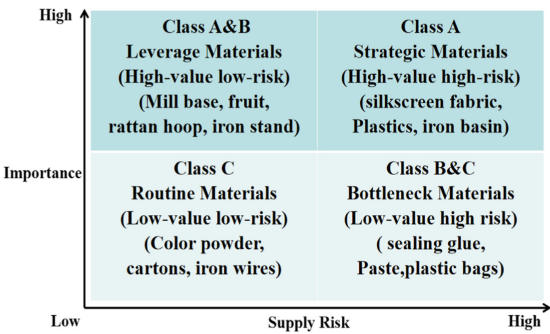 High
Class A&B
Leverage Materials
(High-value low-risk)
(Mill base, fruit,
rattan hoop, iron stand)
Class A
Strategic Materials
(High-value high-risk)
(silkscreen fabric,
Plastics, iron basin)
Importance
Class C
Routine Materials
(Low-value low-risk)
(Color powder,
cartons, iron wires)
Class B&C
Bottleneck Materials
(Low-value high risk)
( sealing glue,
Paste,plastic bags)
Low
Supply Risk
High